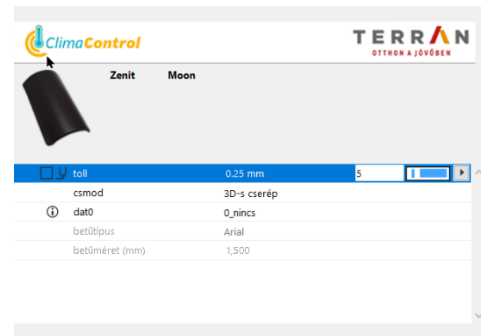 ClimaControl
TERRÁN
OTTHON A JÖVŐBEN
Zenit Moon
toll 0.25 mm 5
csmod 3D-s cserép
dat0 0_nincs
betűtípus Arial
betűméret (mm) 1,500